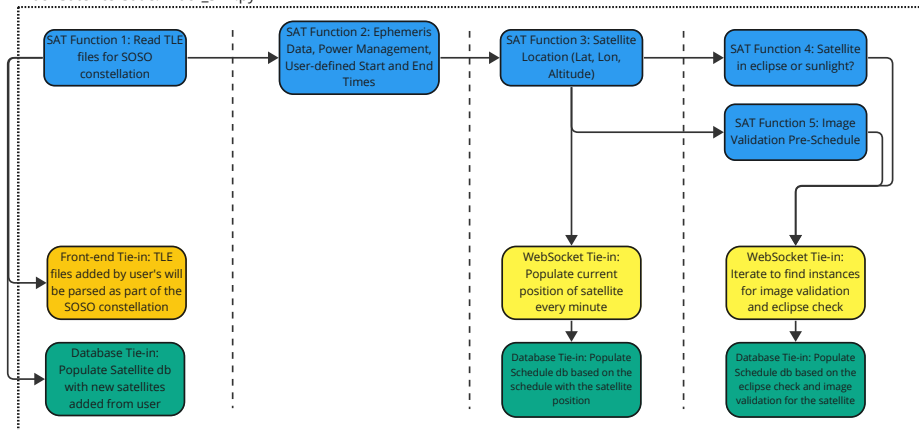 SAT Function 1: Read TLE
files for SOSO
constellation
SAT Function 2: Ephemeris
Data, Power Management,
User-defined Start and End
Times
SAT Function 3: Satellite
Location (Lat, Lon,
Altitude)
SAT Function 4: Satellite
in eclipse or sunlight?
SAT Function 5: Image
Validation Pre-Schedule
Front-end Tie-in: TLE
files added by user's will
be parsed as part of the
SOSO constellation
WebSocket Tie-in:
Populate current
position of satellite
every minute
WebSocket Tie-in:
Iterate to find instances
for image validation
and eclipse check
Database Tie-in:
Populate Satellite db
with new satellites
added from user
Database Tie-in: Populate
Schedule db based on the
schedule with the satellite
position
Database Tie-in: Populate
Schedule db based on the
eclipse check and image
validation for the satellite